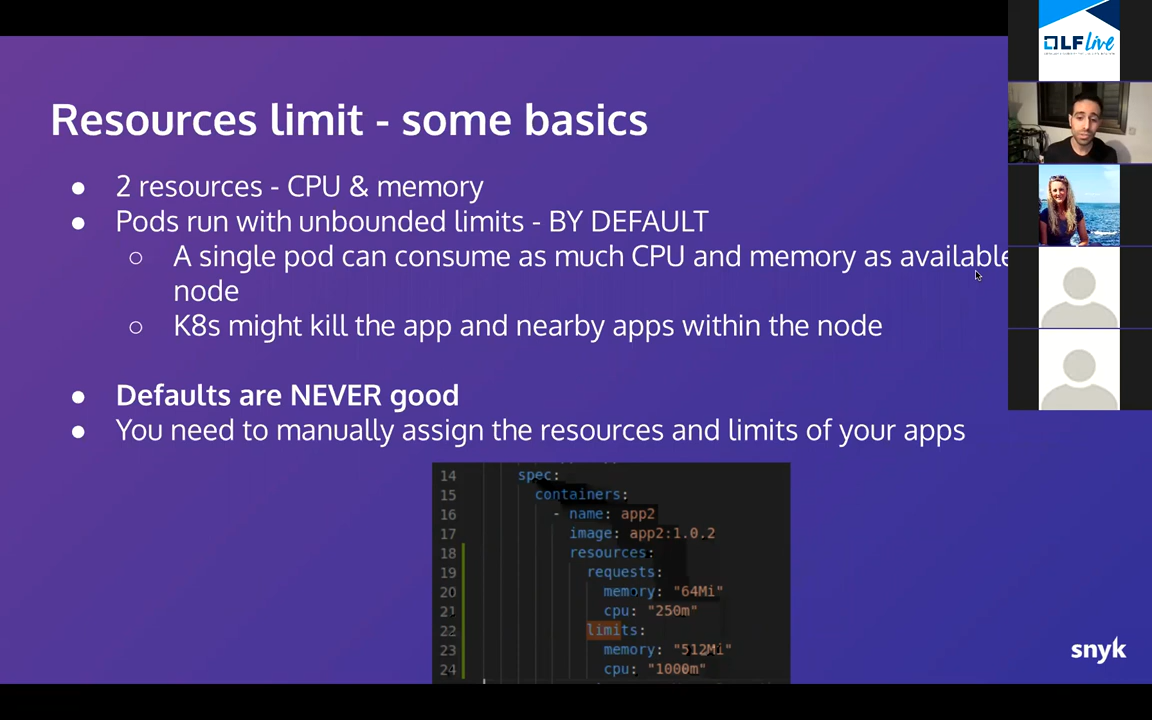 LF Live
Resources limit - some basics
● 2 resources - CPU & memory
● Pods run with unbounded limits - BY DEFAULT
○ A single pod can consume as much CPU and memory as available
node
○ K8s might kill the app and nearby apps within the node
● Defaults are NEVER good
● You need to manually assign the resources and limits of your apps
14 spec:
15 containers:
16 - name: app2
17 image: app2:1.0.2
18 resources:
19 requests:
20 memory: "64Mi"
21 cpu: "250m"
22 limits:
23 memory: "512Mi"
24 cpu: "1000m"
snyk